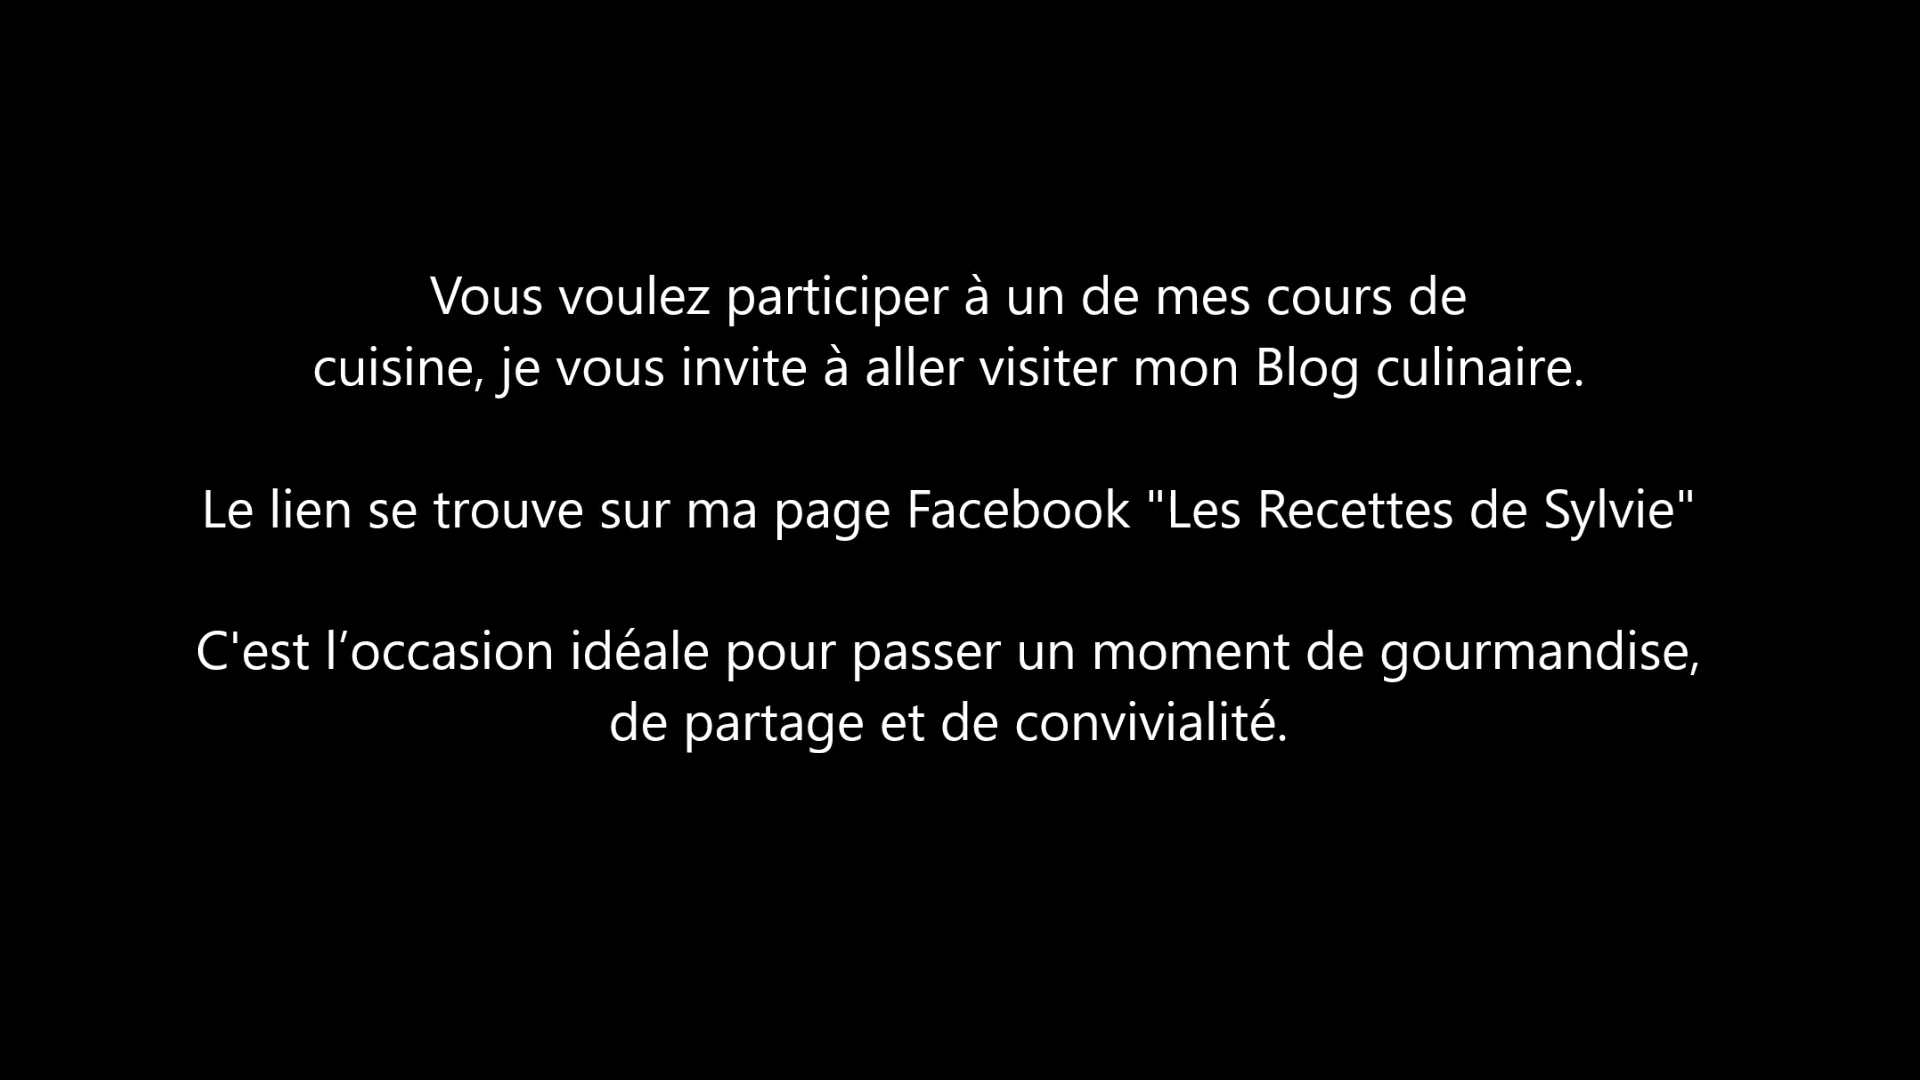 Vous voulez participer à un de mes cours de
cuisine, je vous invite à aller visiter mon Blog culinaire.
Le lien se trouve sur ma page Facebook "Les Recettes de Sylvie"
C'est l’occasion idéale pour passer un moment de gourmandise,
de partage et de convivialité.